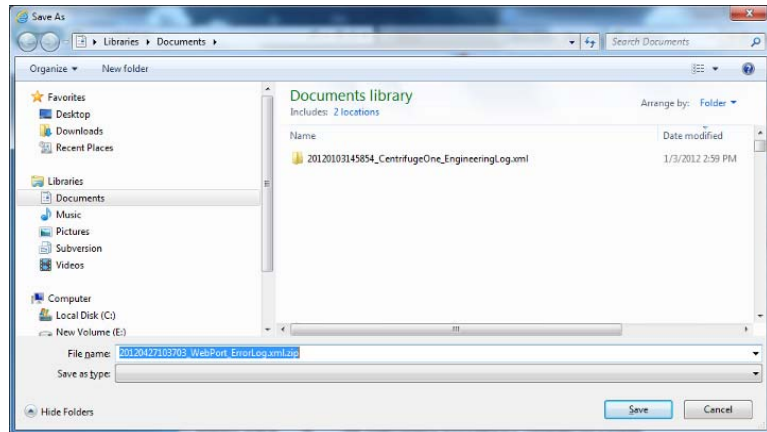 Save As
Libraries Documents
Search Documents
Organize New folder
Favorites
Desktop
Downloads
Recent Places
Libraries
Documents
Music
Pictures
Subversion
Videos
Computer
Local Disk (C:)
New Volume (E:)
Documents library
Includes: 2 locations
Arrange by: Folder
Name Date modified
20120103145854_CentrifugeOne_EngineeringLog.xml 1/3/2012 2:59 PM
File name: 20120427103703_WebPort_ErrorLog.xml.zip
Save as type:
Hide Folders
Save Cancel